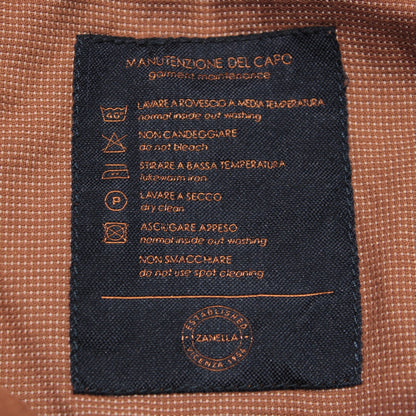 MANUTENZIONE DEL CAPO
garment maintenance
40°
LAVARE A ROVESCIO A MEDIA TEMPERATURA
normal inside out washing
NON CANDEGGIARE
do not bleach
STIRARE A BASSA TEMPERATURA
lukewarm iron
P
LAVARE A SECCO
dry clean
ASCIUGARE APPESO
normal inside out washing
NON SMACCHIARE
do not use spot cleaning
ESTABLISHED
ZANELLA
VICENZA 1954